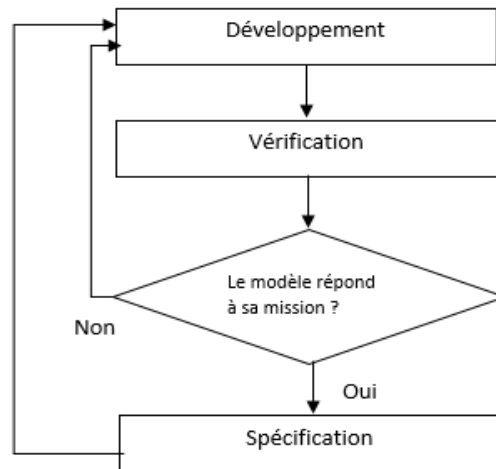 Développement
Vérification
Le modèle répond
à sa mission ?
Non
Oui
Spécification